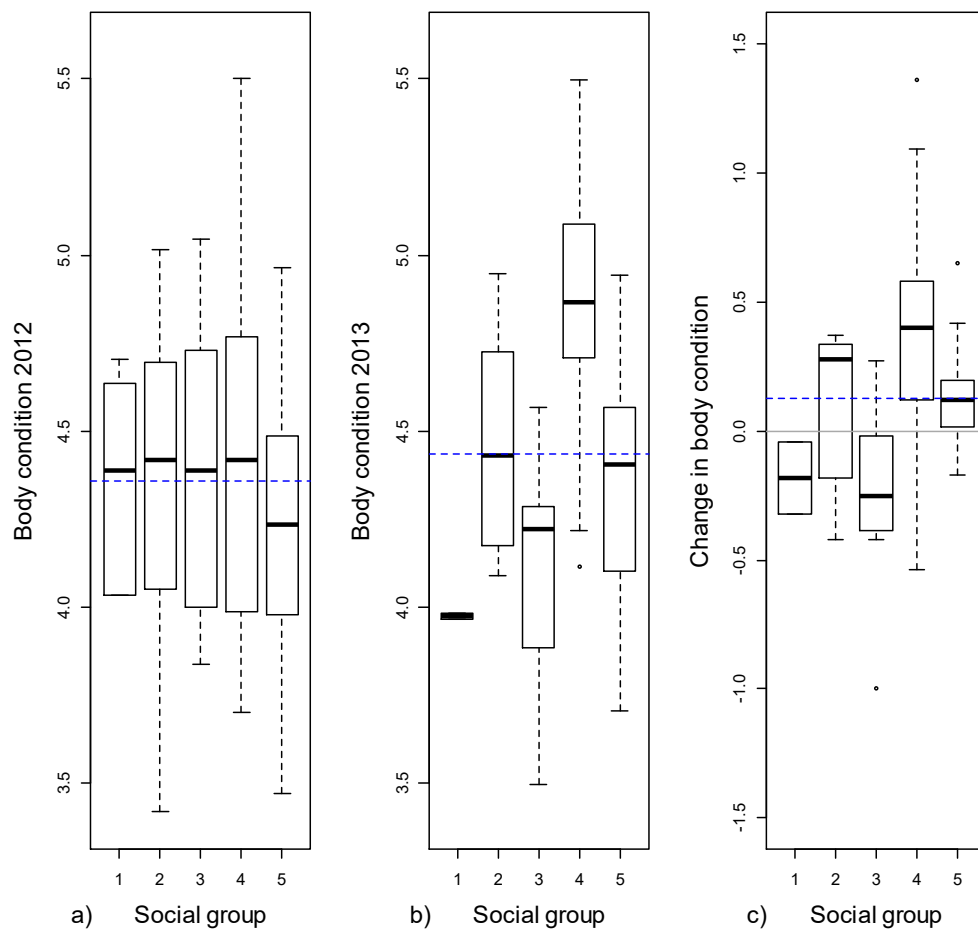 Body condition 2012
5.5
5.0
4.5
4.0
3.5
1 2 3 4 5
a) Social group
Body condition 2013
5.5
5.0
4.5
4.0
3.5
1 2 3 4 5
b) Social group
Change in body condition
1.5
1.0
0.5
0.0
-0.5
-1.0
-1.5
1 2 3 4 5
c) Social group